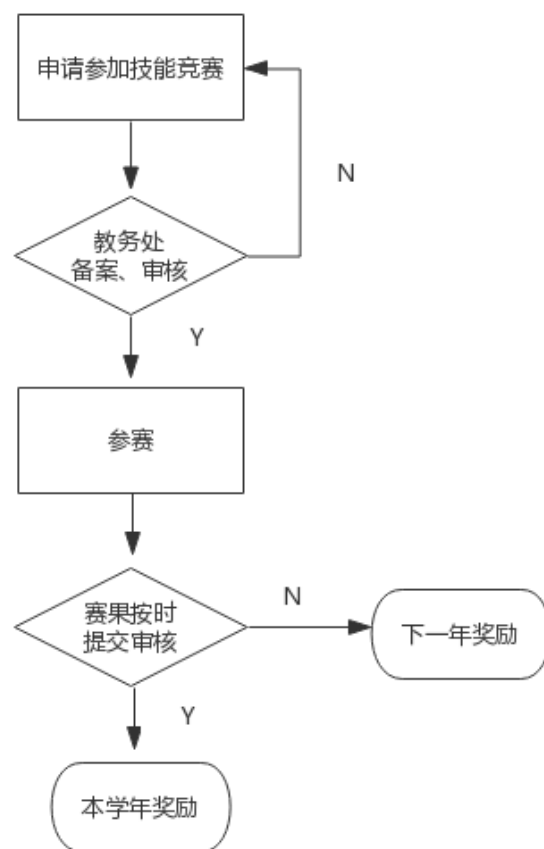 申请参加技能竞赛
N
教务处
备案、审核
Y
参赛
赛果按时
提交审核
N
下一年奖励
Y
本学年奖励